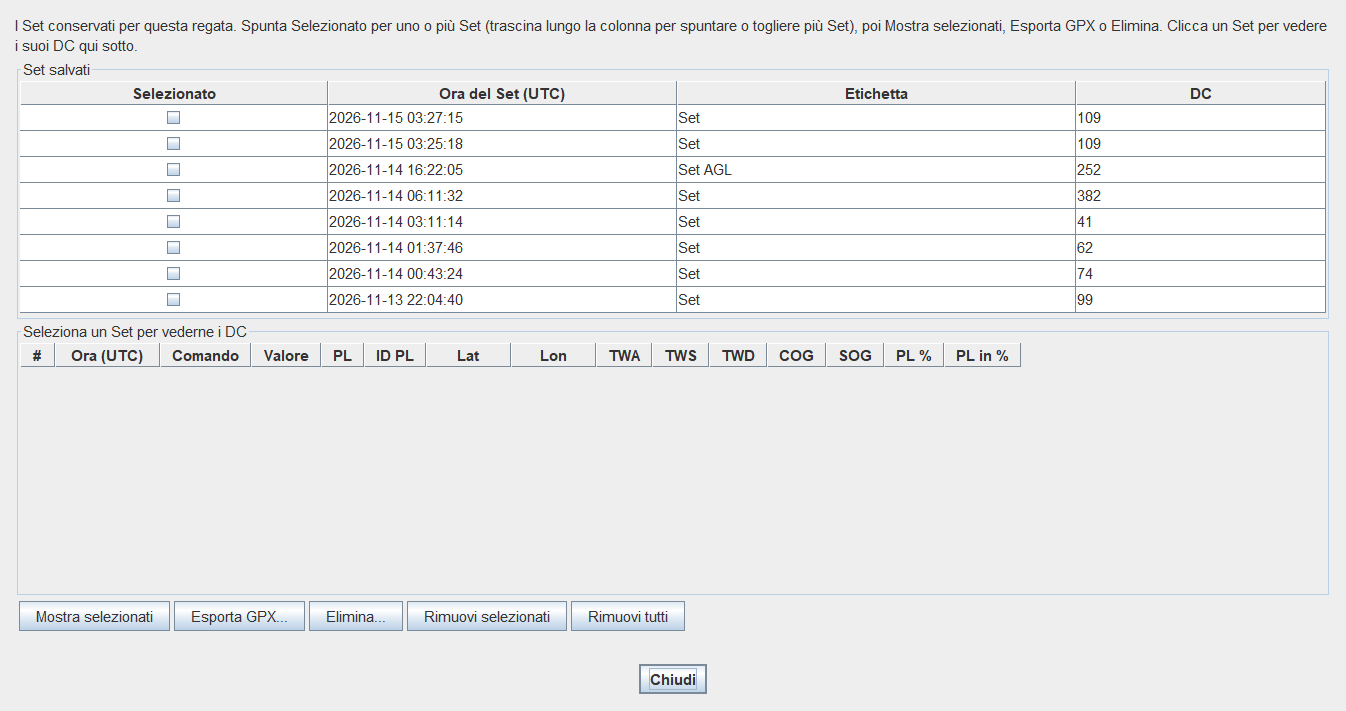 I Set conservati per questa regata. Spunta Selezionato per uno o più Set (trascina lungo la colonna per spuntare o togliere più Set), poi Mostra selezionati, Esporta GPX o Elimina. Clicca un Set per vedere
i suoi DC qui sotto.
Set salvati
Selezionato Ora del Set (UTC) Etichetta DC
2026-11-15 03:27:15 Set 109
2026-11-15 03:25:18 Set 109
2026-11-14 16:22:05 Set AGL 252
2026-11-14 06:11:32 Set 382
2026-11-14 03:11:14 Set 41
2026-11-14 01:37:46 Set 62
2026-11-14 00:43:24 Set 74
2026-11-13 22:04:40 Set 99
Seleziona un Set per vederne i DC
# Ora (UTC) Comando Valore PL ID PL Lat Lon TWA TWS TWD COG SOG PL % PL in %
Mostra selezionati Esporta GPX... Elimina... Rimuovi selezionati Rimuovi tutti
Chiudi